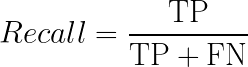 Recall = TP / (TP + FN)